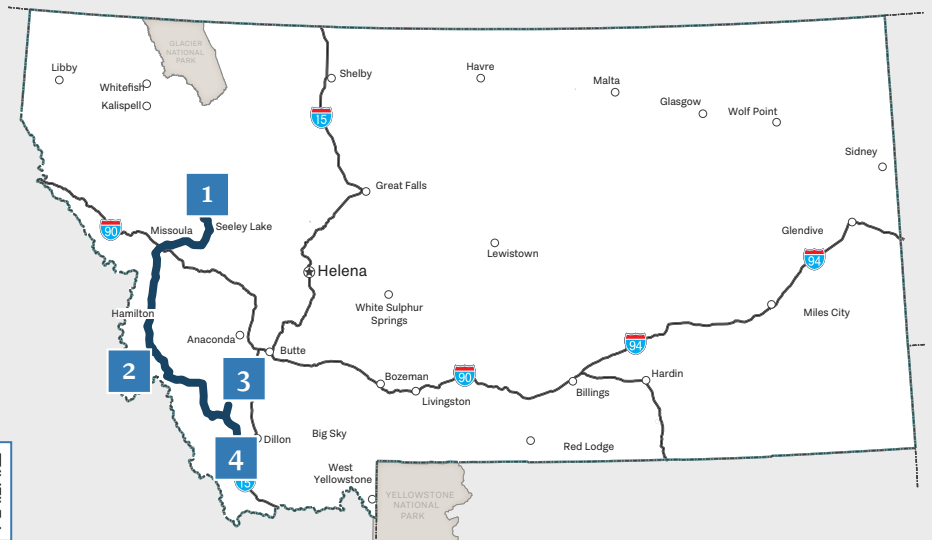 GLACIER
NATIONAL
PARK
Libby
Whitefish
Kalispell
Shelby
Havre
Malta
Glasgow
Wolf Point
Sidney
15
1
Great Falls
90
Missoula
Seeley Lake
Glendive
Lewistown
94
Helena
White Sulphur
Springs
Miles City
Hamilton
Anaconda
Butte
94
2
3
Bozeman
90
Hardin
Livingston
Billings
Dillon
Big Sky
Red Lodge
4
15
West
Yellowstone
YELLOWSTONE
NATIONAL
PARK